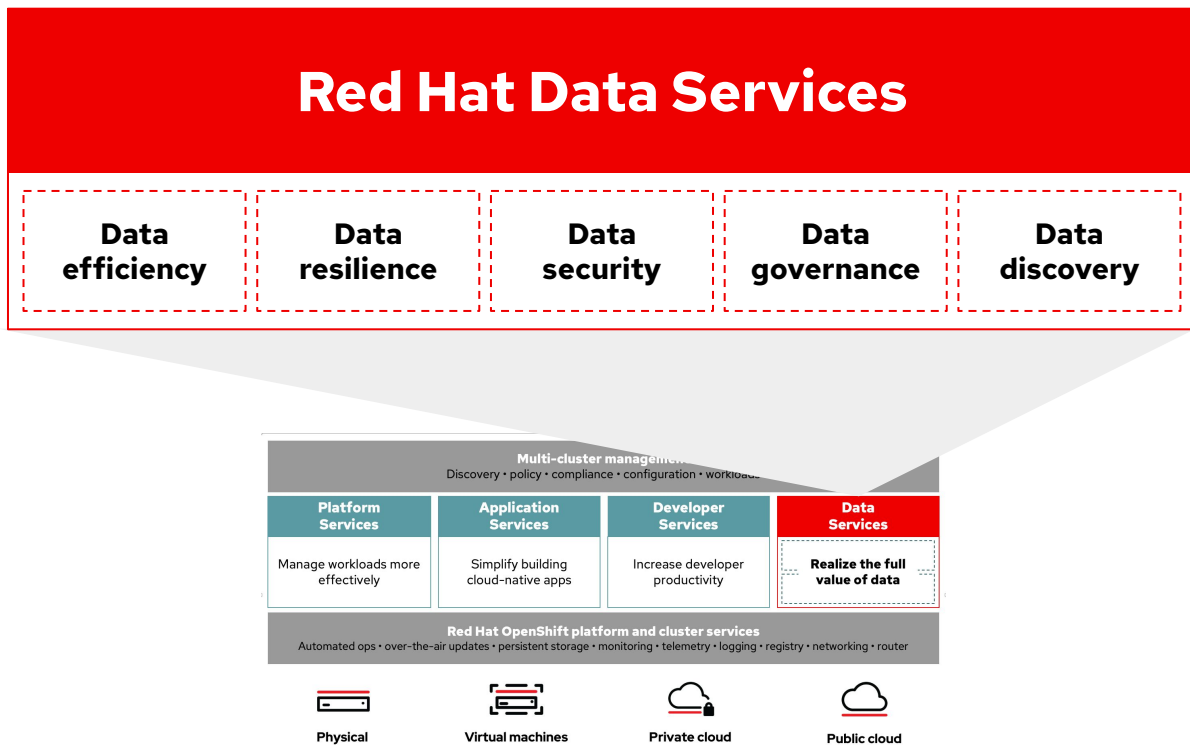 Red Hat Data Services
Data
efficiency
Data
resilience
Data
security
Data
governance
Data
discovery
Multi-cluster
Discovery • policy • compliance • configuration • workloads
Platform
Services
Application
Services
Developer
Services
Data
Services
Manage workloads more
effectively
Simplify building
cloud-native apps
Increase developer
productivity
Realize the full
value of data
Red Hat OpenShift platform and cluster services
Automated ops • over-the-air updates • persistent storage • monitoring • telemetry • logging • registry • networking • router
Physical
Virtual machines
Private cloud
Public cloud